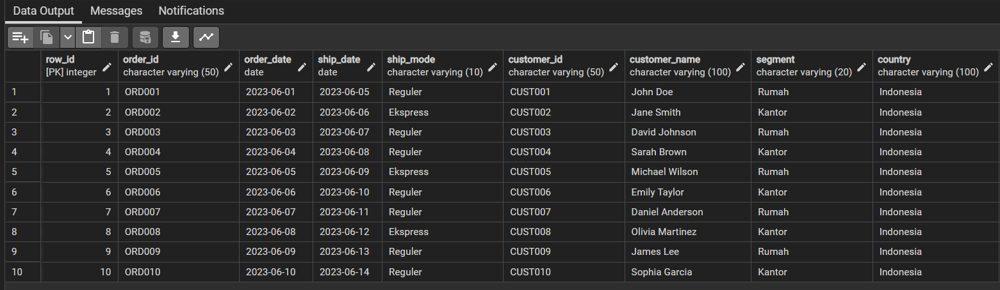 Data Output Messages Notifications
row_id order_id order_date ship_date ship_mode customer_id customer_name segment country
[PK] integer character varying (50) date date character varying (10) character varying (50) character varying (100) character varying (20) character varying (100)
1 1 ORD001 2023-06-01 2023-06-05 Reguler CUST001 John Doe Rumah Indonesia
2 2 ORD002 2023-06-02 2023-06-06 Ekspress CUST002 Jane Smith Kantor Indonesia
3 3 ORD003 2023-06-03 2023-06-07 Reguler CUST003 David Johnson Rumah Indonesia
4 4 ORD004 2023-06-04 2023-06-08 Reguler CUST004 Sarah Brown Kantor Indonesia
5 5 ORD005 2023-06-05 2023-06-09 Ekspress CUST005 Michael Wilson Rumah Indonesia
6 6 ORD006 2023-06-06 2023-06-10 Reguler CUST006 Emily Taylor Kantor Indonesia
7 7 ORD007 2023-06-07 2023-06-11 Reguler CUST007 Daniel Anderson Rumah Indonesia
8 8 ORD008 2023-06-08 2023-06-12 Ekspress CUST008 Olivia Martinez Kantor Indonesia
9 9 ORD009 2023-06-09 2023-06-13 Reguler CUST009 James Lee Rumah Indonesia
10 10 ORD010 2023-06-10 2023-06-14 Reguler CUST010 Sophia Garcia Kantor Indonesia